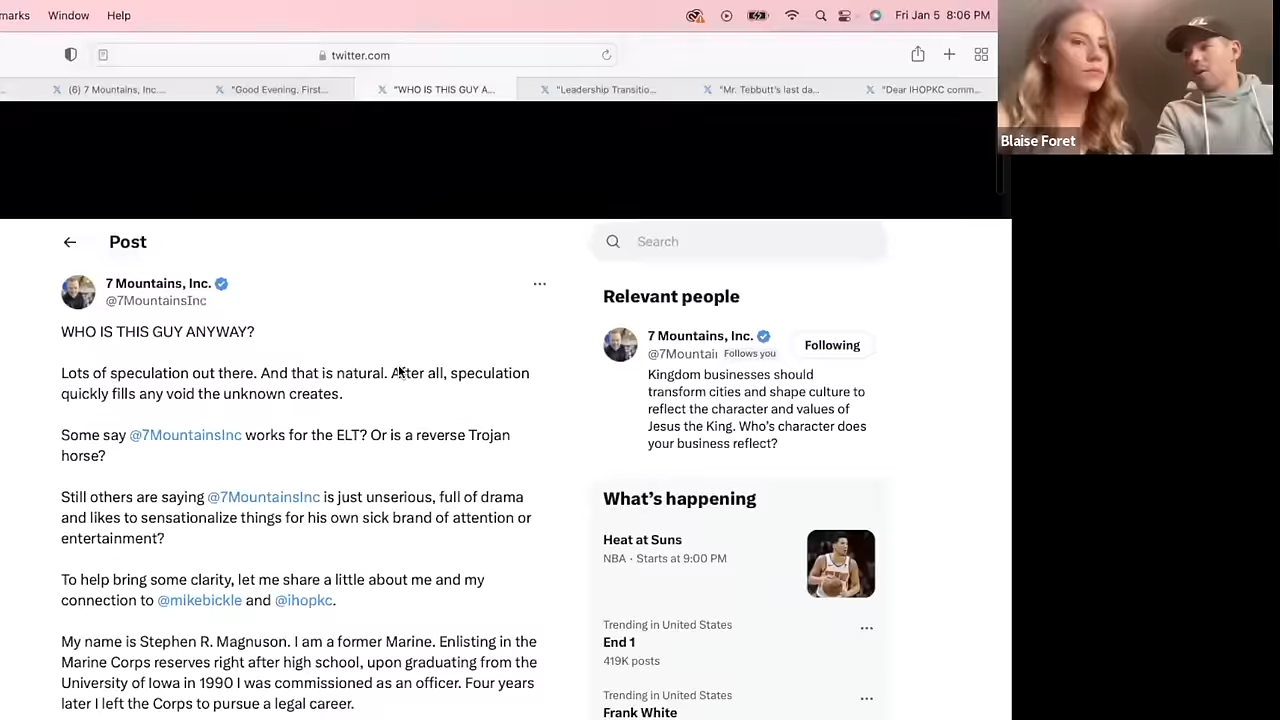 marks Window Help Fri Jan 5 8:06 PM
twitter.com
(6) 7 Mountains, Inc.... "Good Evening. First... "WHO IS THIS GUY A... "Leadership Transitio... "Mr. Tebbutt's last da... "Dear IHOPKC comm...
Blaise Foret
Post
7 Mountains, Inc.
@7MountainsInc
WHO IS THIS GUY ANYWAY?
Lots of speculation out there. And that is natural. After all, speculation
quickly fills any void the unknown creates.
Some say @7MountainsInc works for the ELT? Or is a reverse Trojan
horse?
Still others are saying @7MountainsInc is just unserious, full of drama
and likes to sensationalize things for his own sick brand of attention or
entertainment?
To help bring some clarity, let me share a little about me and my
connection to @mikebickle and @ihopkc.
My name is Stephen R. Magnuson. I am a former Marine. Enlisting in the
Marine Corps reserves right after high school, upon graduating from the
University of Iowa in 1990 I was commissioned as an officer. Four years
later I left the Corps to pursue a legal career.
Search
Relevant people
7 Mountains, Inc.
@7Mountai Follows you
Following
Kingdom businesses should
transform cities and shape culture to
reflect the character and values of
Jesus the King. Who's character does
your business reflect?
What's happening
Heat at Suns
NBA · Starts at 9:00 PM
Trending in United States
End 1
419K posts
Trending in United States
Frank White